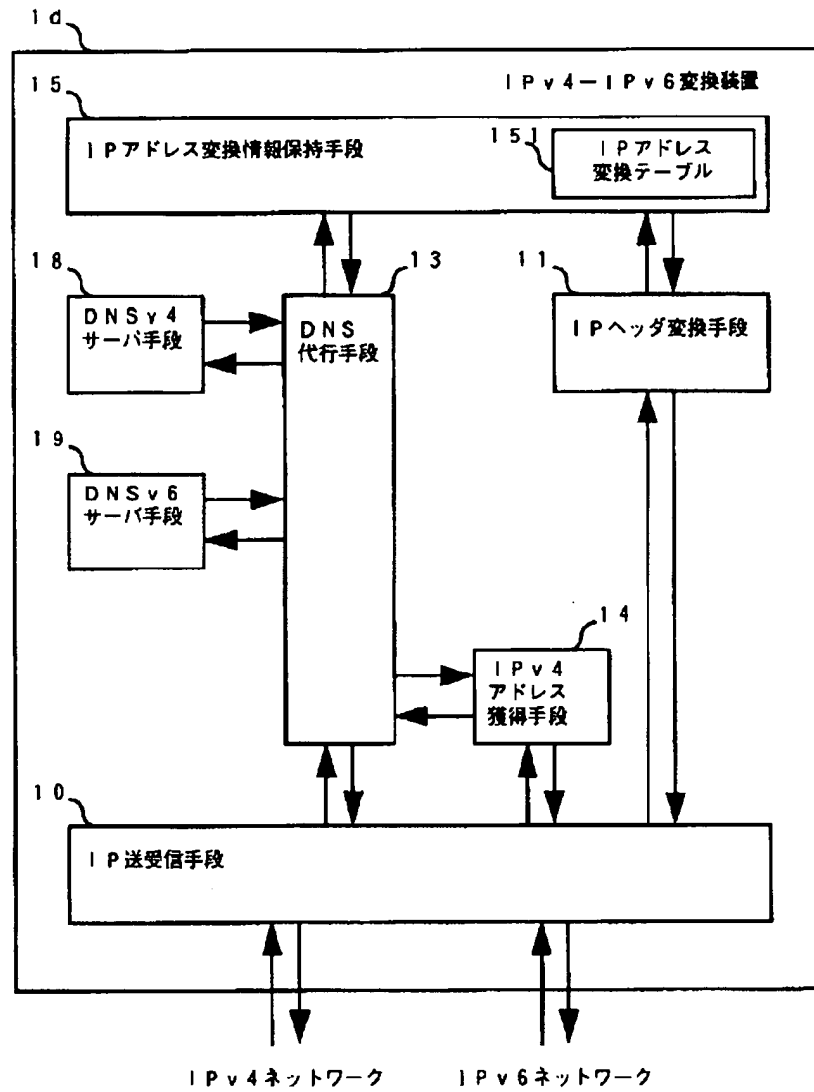 1d
IPv4-IPv6変換装置
15
IPアドレス変換情報保持手段
151
IPアドレス
変換テーブル
18
DNSv4
サーバ手段
13
DNS
代行手段
11
IPヘッダ変換手段
19
DNSv6
サーバ手段
14
IPv4
アドレス
獲得手段
10
IP送受信手段
IPv4ネットワーク
IPv6ネットワーク